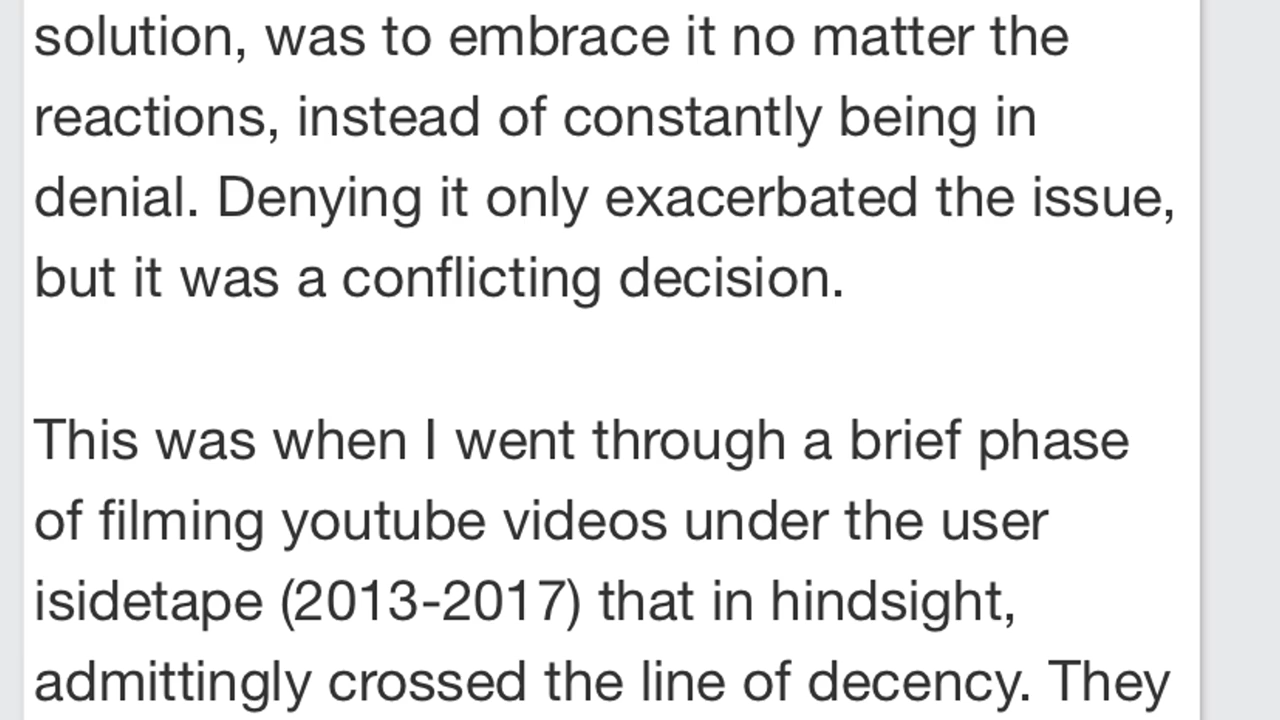 solution, was to embrace it no matter the
reactions, instead of constantly being in
denial. Denying it only exacerbated the issue,
but it was a conflicting decision.
This was when I went through a brief phase
of filming youtube videos under the user
isidetape (2013-2017) that in hindsight,
admittingly crossed the line of decency. They